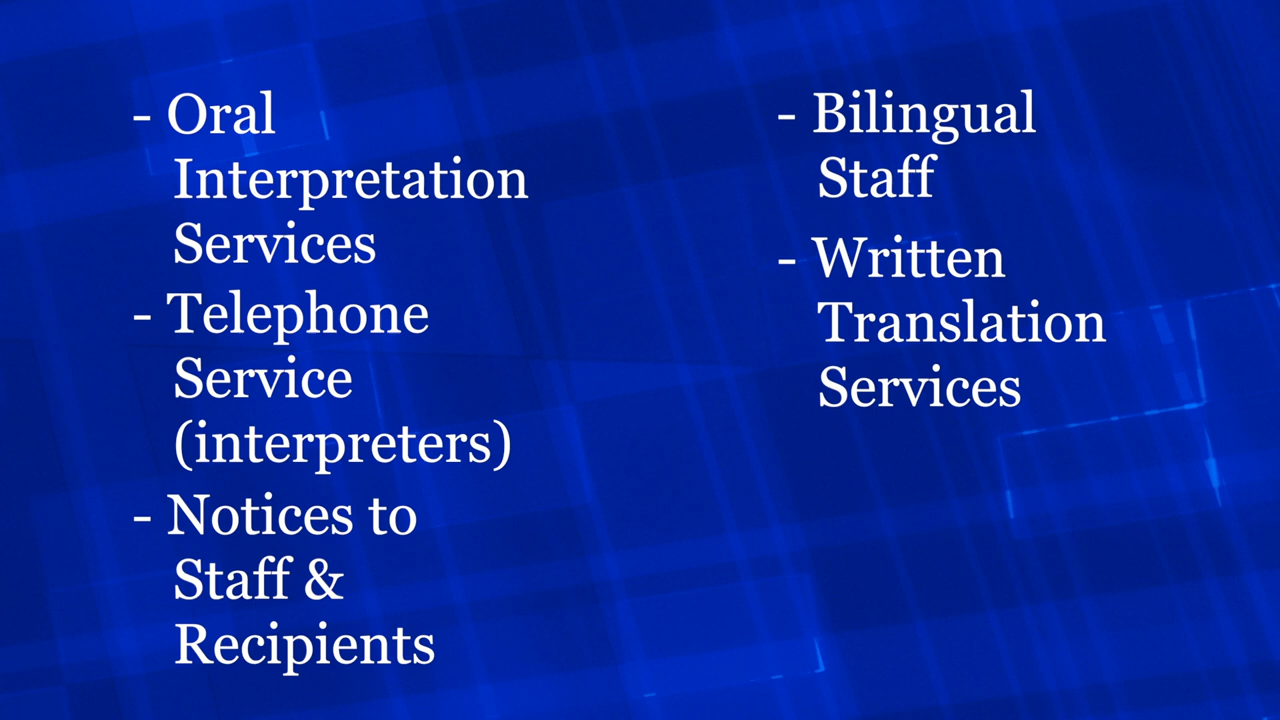 - Oral
Interpretation
Services
- Telephone
Service
(interpreters)
- Notices to
Staff &
Recipients
- Bilingual
Staff
- Written
Translation
Services